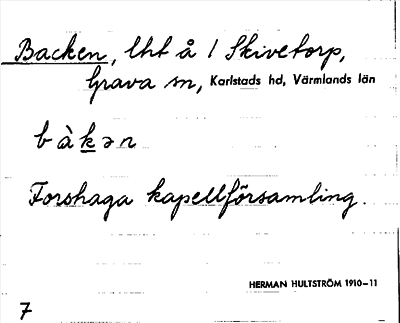 Backen, lht å 1 Skivetorp,
Grava sn, Karlstads hd, Värmlands län
bàkən
Forshaga kapellförsamling.
HERMAN HULTSTRÖM 1910–11
7